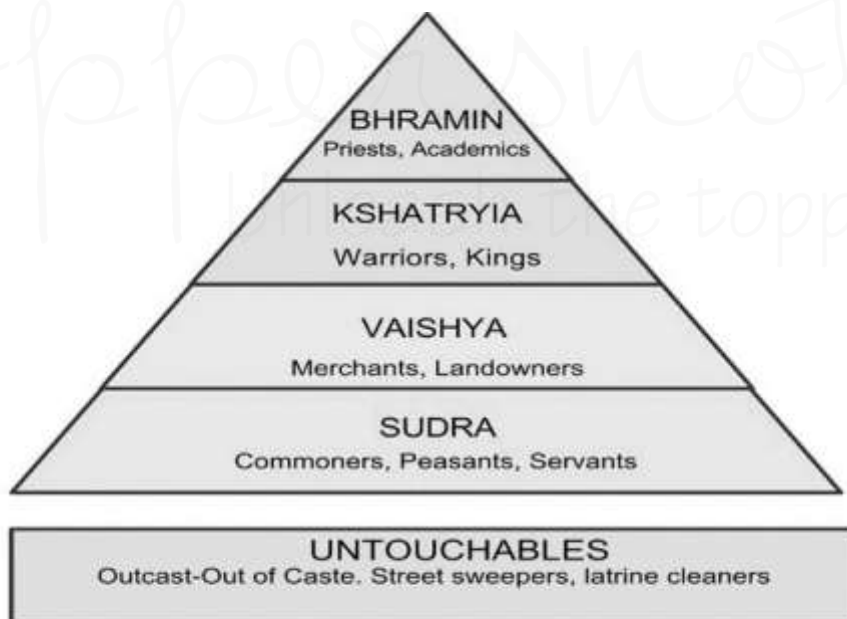 BHRAMIN
Priests, Academics
KSHATRYIA
Warriors, Kings
VAISHYA
Merchants, Landowners
SUDRA
Commoners, Peasants, Servants
UNTOUCHABLES
Outcast-Out of Caste. Street sweepers, latrine cleaners